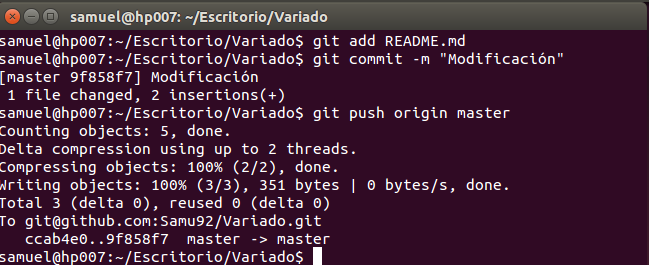 samuel@hp007: ~/Escritorio/Variado
samuel@hp007:~/Escritorio/Variado$ git add README.md
samuel@hp007:~/Escritorio/Variado$ git commit -m "Modificación"
[master 9f858f7] Modificación
 1 file changed, 2 insertions(+)
samuel@hp007:~/Escritorio/Variado$ git push origin master
Counting objects: 5, done.
Delta compression using up to 2 threads.
Compressing objects: 100% (2/2), done.
Writing objects: 100% (3/3), 351 bytes | 0 bytes/s, done.
Total 3 (delta 0), reused 0 (delta 0)
To git@github.com:Samu92/Variado.git
   ccab4e0..9f858f7  master -> master
samuel@hp007:~/Escritorio/Variado$